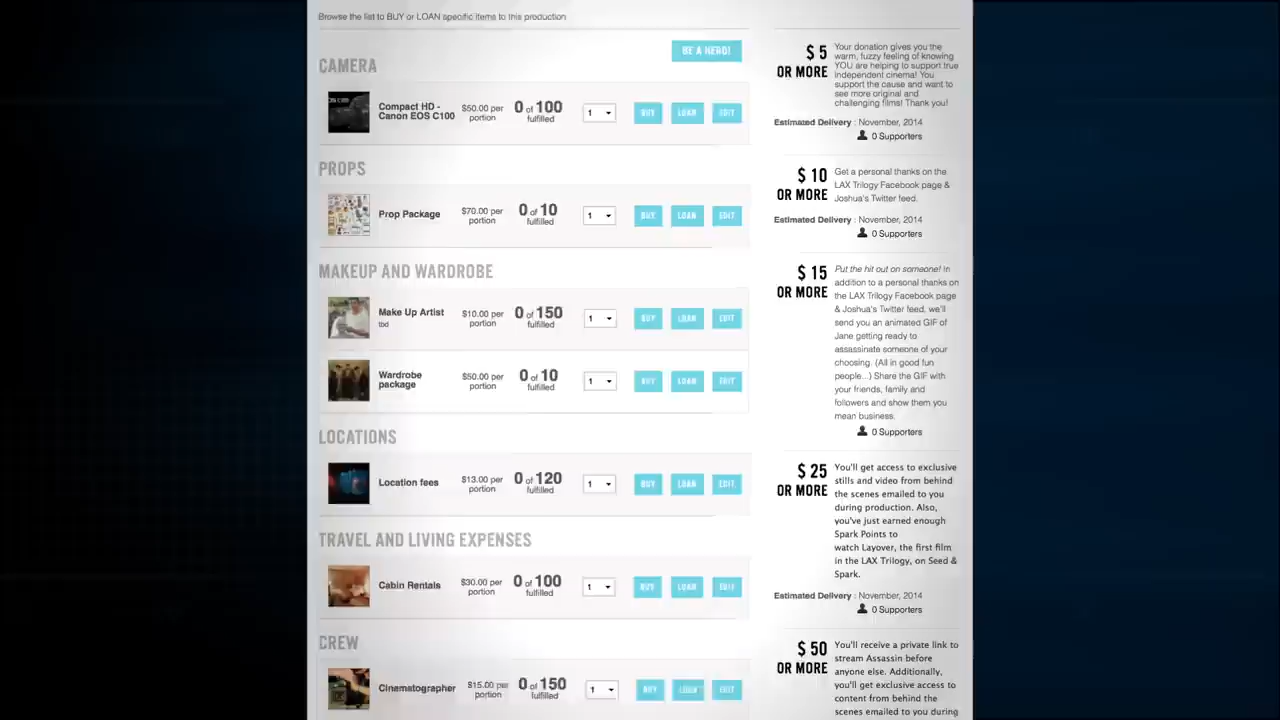 Browse the list to BUY or LOAN specific items to this production
BE A HERO!
CAMERA
Compact HD -
Canon EOS C100
$50.00 per
portion
0 of 100
fulfilled
1
BUY
LOAN
EDIT
PROPS
Prop Package
$70.00 per
portion
0 of 10
fulfilled
1
BUY
LOAN
EDIT
MAKEUP AND WARDROBE
Make Up Artist
tbd
$10.00 per
portion
0 of 150
fulfilled
1
BUY
LOAN
EDIT
Wardrobe
package
$50.00 per
portion
0 of 10
fulfilled
1
BUY
LOAN
EDIT
LOCATIONS
Location fees
$13.00 per
portion
0 of 120
fulfilled
1
BUY
LOAN
EDIT
TRAVEL AND LIVING EXPENSES
Cabin Rentals
$30.00 per
portion
0 of 100
fulfilled
1
BUY
LOAN
EDIT
CREW
Cinematographer
$15.00 per
portion
0 of 150
fulfilled
1
BUY
LOAN
EDIT
$ 5
OR MORE
Your donation gives you the
warm, fuzzy feeling of knowing
YOU are helping to support true
independent cinema! You
support the cause and want to
see more original and
challenging films! Thank you!
Estimated Delivery : November, 2014
0 Supporters
$ 10
OR MORE
Get a personal thanks on the
LAX Trilogy Facebook page &
Joshua's Twitter feed.
Estimated Delivery : November, 2014
0 Supporters
$ 15
OR MORE
Put the hit out on someone! In
addition to a personal thanks on
the LAX Trilogy Facebook page
& Joshua's Twitter feed, we'll
send you an animated GIF of
Jane getting ready to
assassinate someone of your
choosing. (All in good fun
people...) Share the GIF with
your friends, family and
followers and show them you
mean business.
0 Supporters
$ 25
OR MORE
You'll get access to exclusive
stills and video from behind
the scenes emailed to you
during production. Also,
you've just earned enough
Spark Points to
watch Layover, the first film
in the LAX Trilogy, on Seed &
Spark.
Estimated Delivery : November, 2014
0 Supporters
$ 50
OR MORE
You'll receive a private link to
stream Assassin before
anyone else. Additionally,
you'll get exclusive access to
content from behind the
scenes emailed to you during